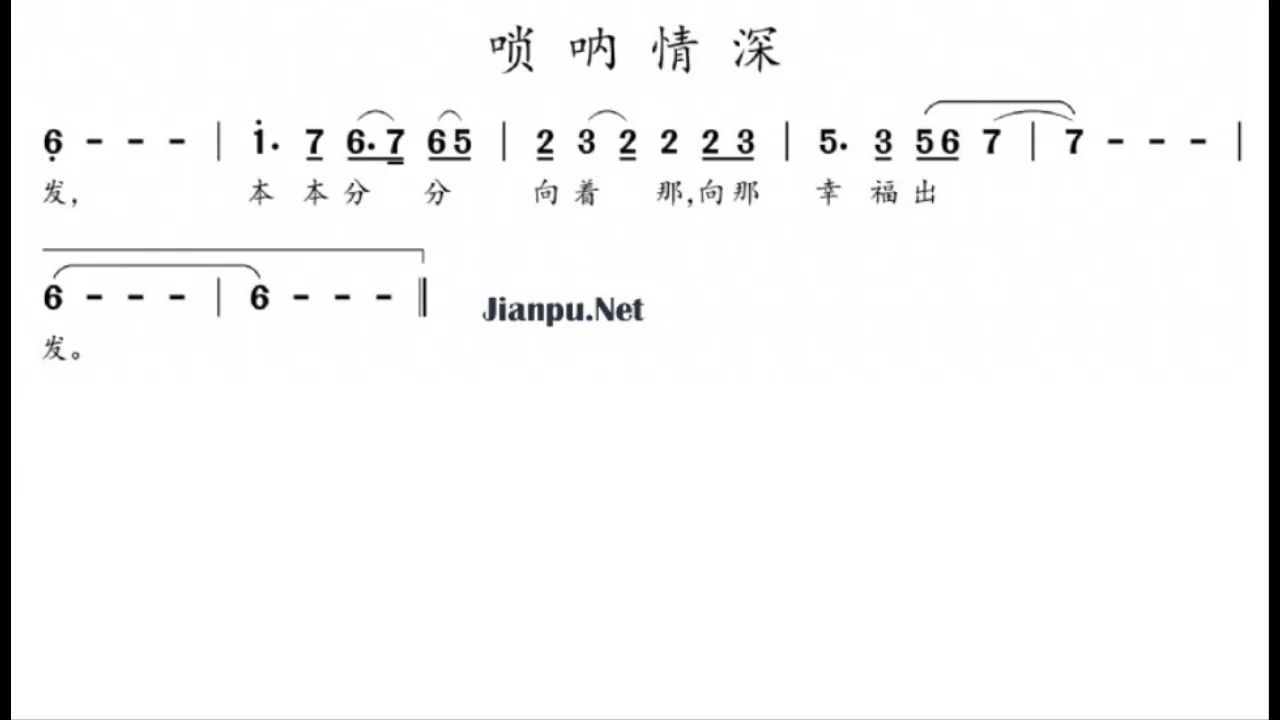 唢呐情深
6 - - - | 1. 7 6.7 65 | 2 3 2 2 2 3 | 5. 3 56 7 | 7 - - - |
发, 本 本 分 分 向 着 那,向 那 幸 福 出
6 - - - | 6 - - - ‖ Jianpu.Net
发。